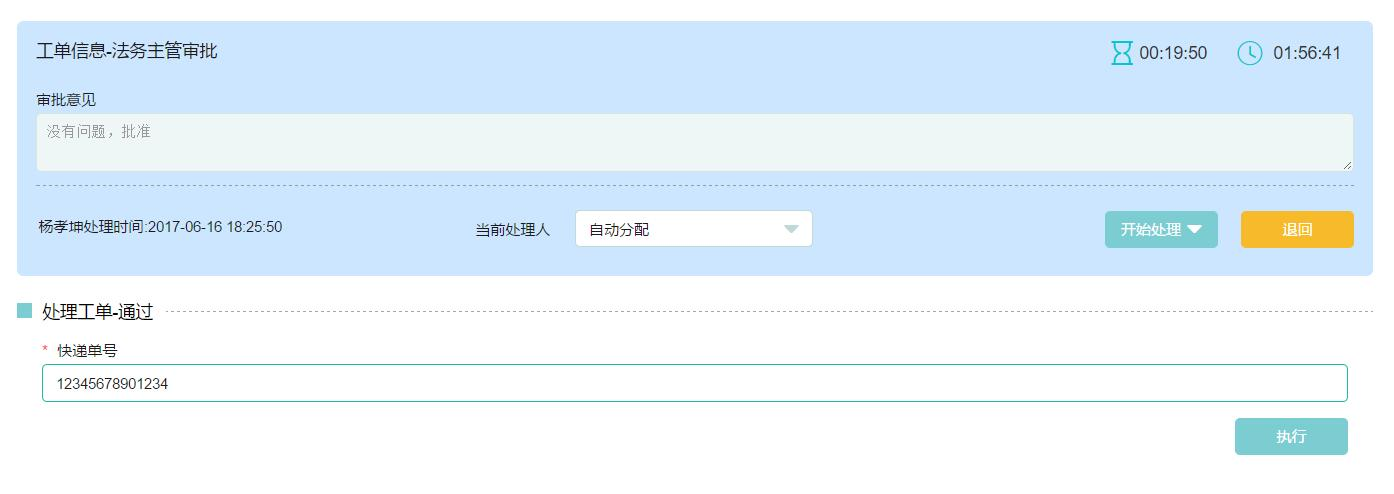 工单信息-法务主管审批 00:19:50 01:56:41
审批意见
没有问题，批准
杨孝坤处理时间:2017-06-16 18:25:50 当前处理人 自动分配 开始处理 退回
处理工单-通过
* 快递单号
12345678901234
执行